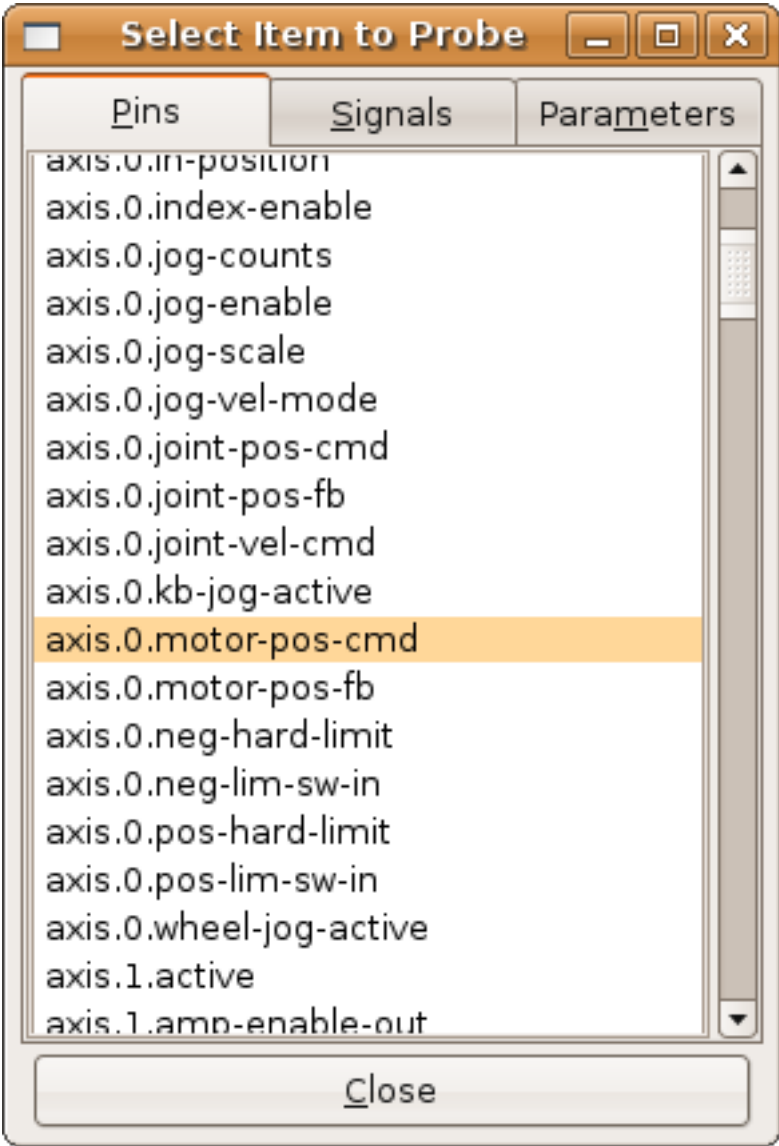 Select Item to Probe
Pins Signals Parameters
axis.0.in-position
axis.0.index-enable
axis.0.jog-counts
axis.0.jog-enable
axis.0.jog-scale
axis.0.jog-vel-mode
axis.0.joint-pos-cmd
axis.0.joint-pos-fb
axis.0.joint-vel-cmd
axis.0.kb-jog-active
axis.0.motor-pos-cmd
axis.0.motor-pos-fb
axis.0.neg-hard-limit
axis.0.neg-lim-sw-in
axis.0.pos-hard-limit
axis.0.pos-lim-sw-in
axis.0.wheel-jog-active
axis.1.active
axis.1.amp-enable-out
Close